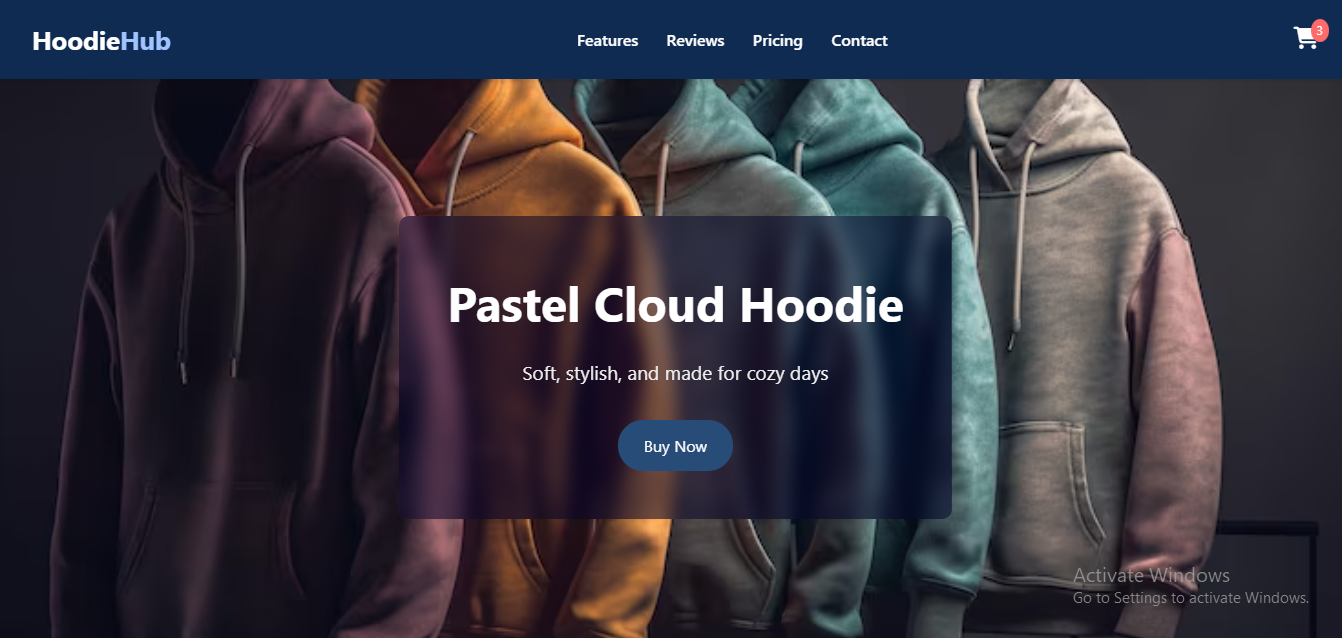 HoodieHub
Features Reviews Pricing Contact
3
Pastel Cloud Hoodie
Soft, stylish, and made for cozy days
Buy Now
Activate Windows
Go to Settings to activate Windows.